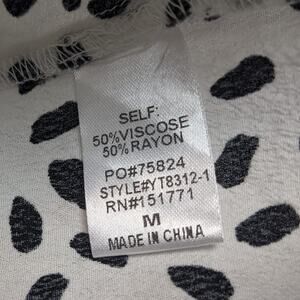 SELF:
50%VISCOSE
50%RAYON
PO#75824
STYLE#YT8312-1
RN#151771
M
MADE IN CHINA